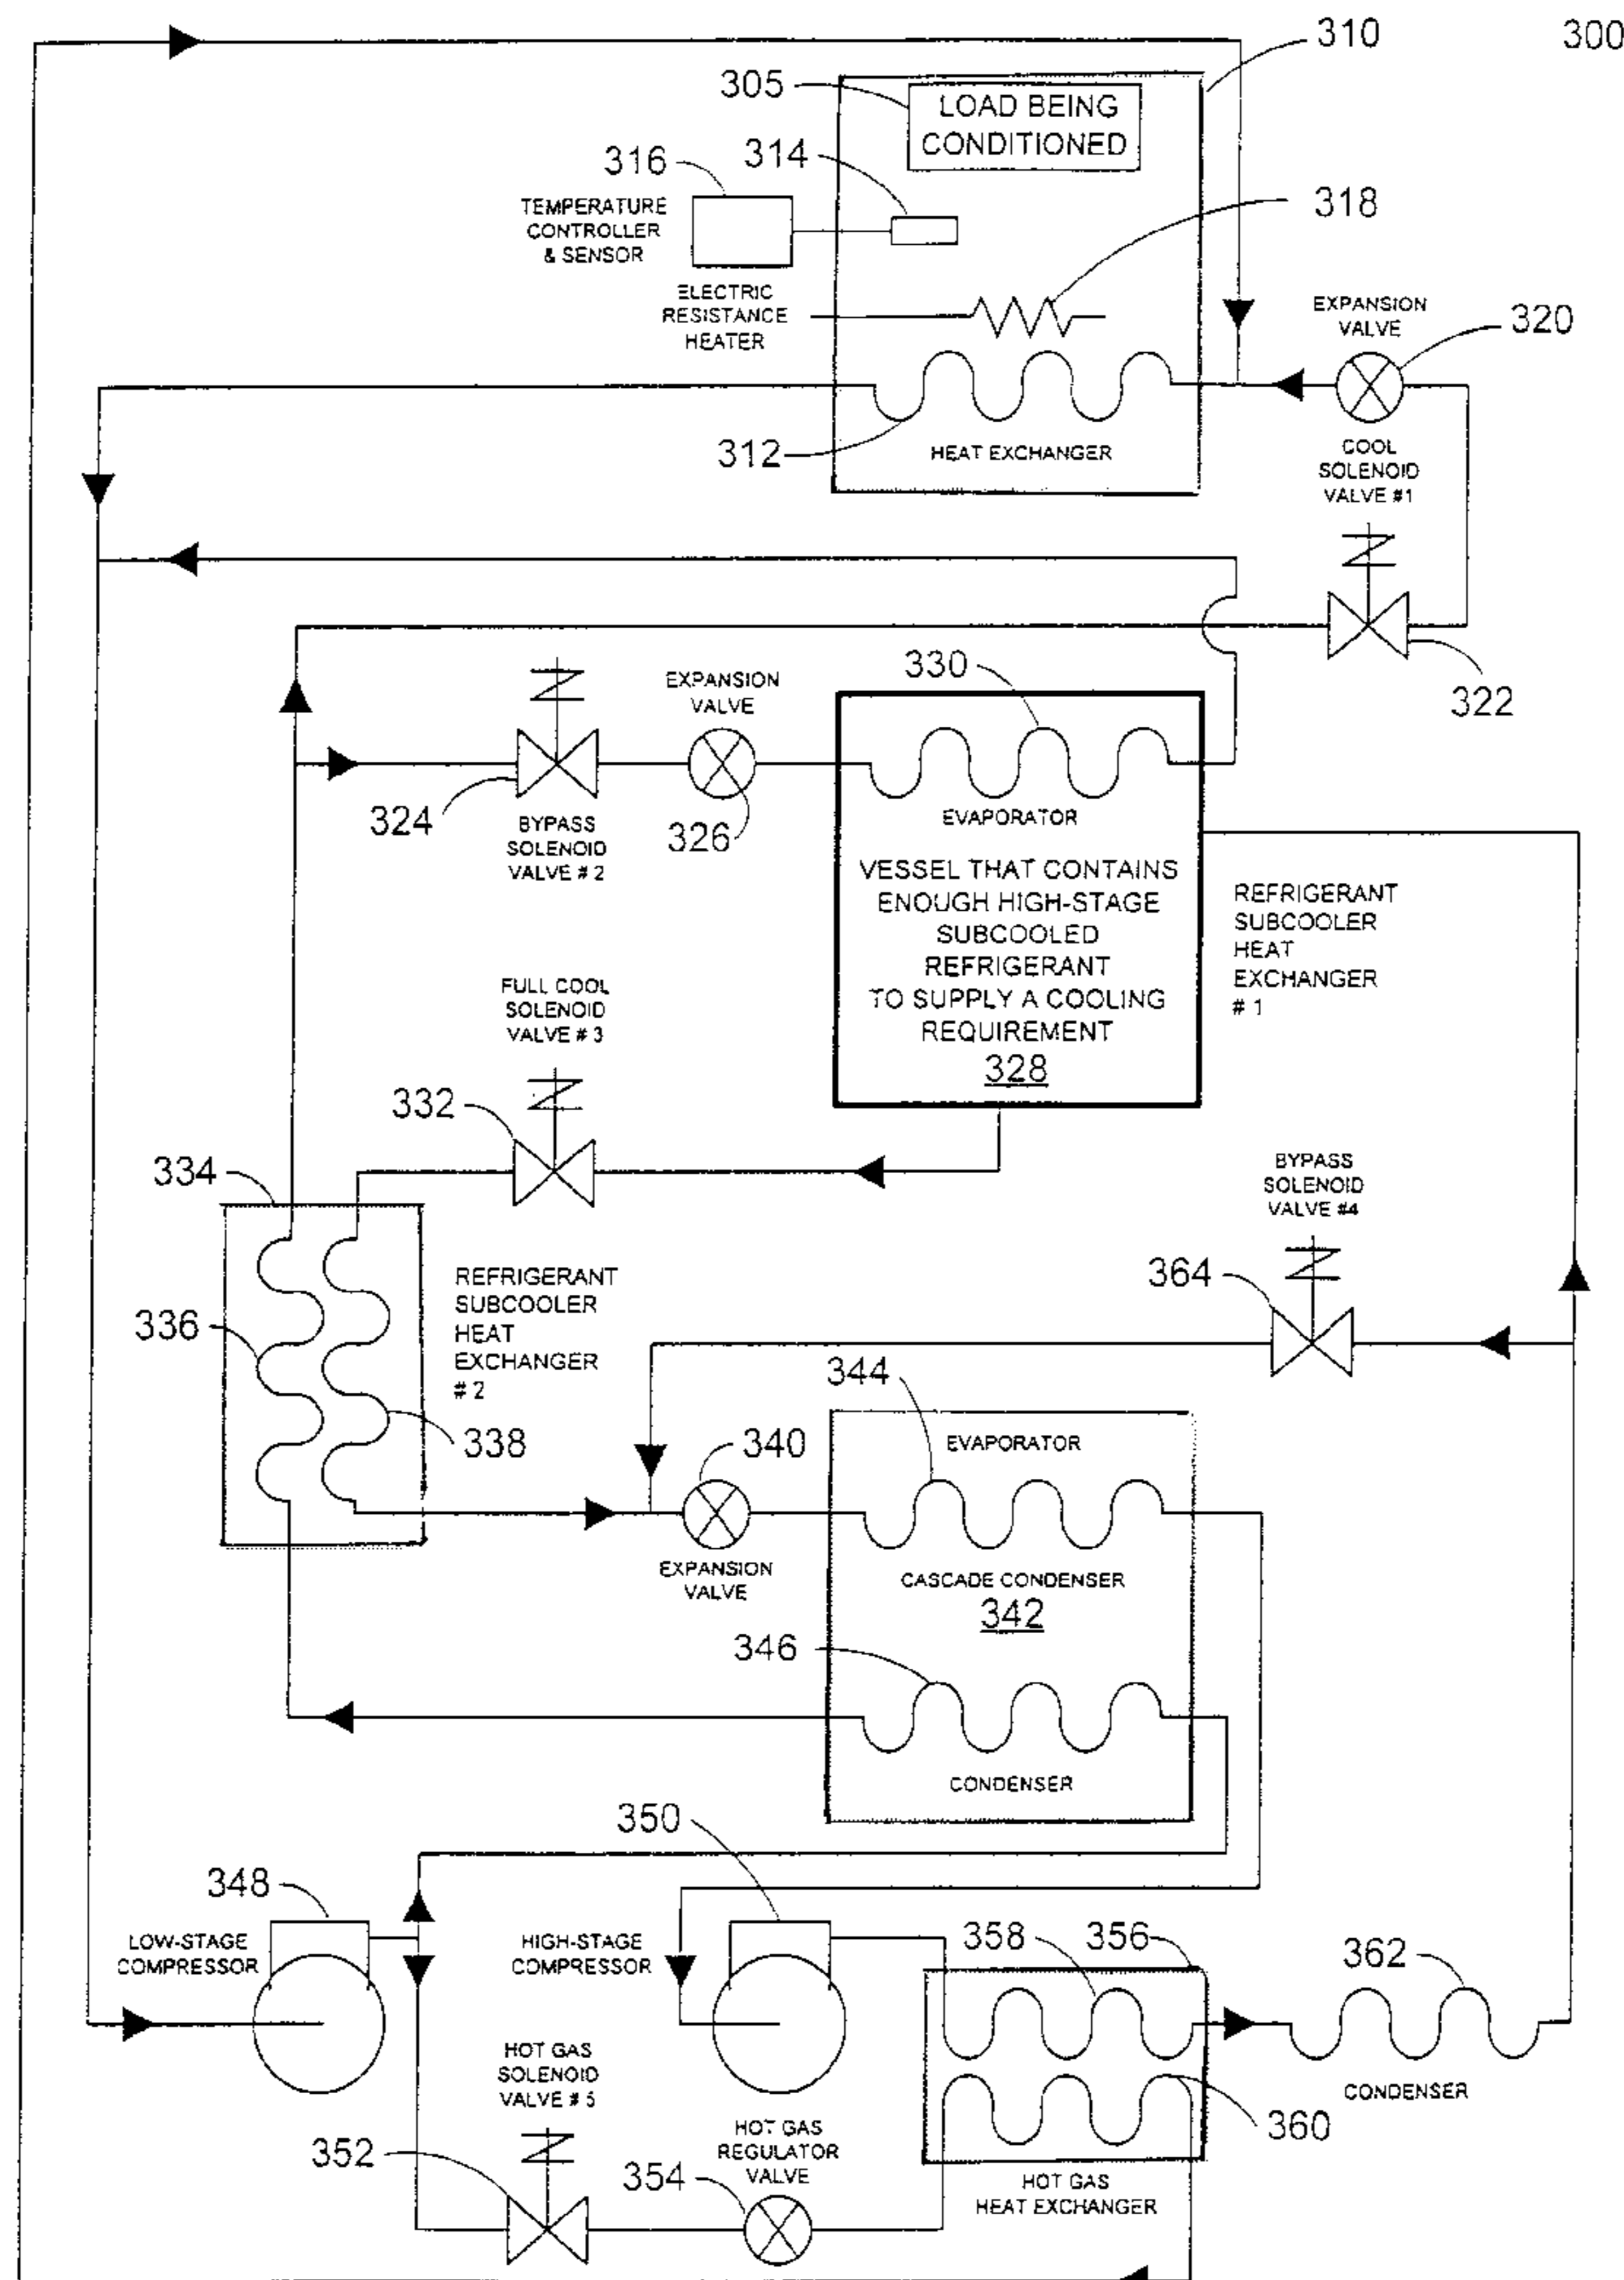 310
300
305
LOAD BEING
CONDITIONED
316
314
TEMPERATURE
CONTROLLER
& SENSOR
318
ELECTRIC
RESISTANCE
HEATER
EXPANSION
VALVE
320
312
HEAT EXCHANGER
COOL
SOLENOID
VALVE #1
322
330
EXPANSION
VALVE
324
BYPASS
SOLENOID
VALVE # 2
326
EVAPORATOR
VESSEL THAT CONTAINS
ENOUGH HIGH-STAGE
SUBCOOLED
REFRIGERANT
TO SUPPLY A COOLING
REQUIREMENT
328
REFRIGERANT
SUBCOOLER
HEAT
EXCHANGER
# 1
FULL COOL
SOLENOID
VALVE # 3
332
334
BYPASS
SOLENOID
VALVE #4
364
REFRIGERANT
SUBCOOLER
HEAT
EXCHANGER
# 2
336
338
344
340
EVAPORATOR
EXPANSION
VALVE
CASCADE CONDENSER
342
346
CONDENSER
350
348
LOW-STAGE
COMPRESSOR
HIGH-STAGE
COMPRESSOR
358
356
362
HOT GAS
SOLENOID
VALVE # 5
CONDENSER
360
352
HOT GAS
REGULATOR
VALVE
354
HOT GAS
HEAT EXCHANGER